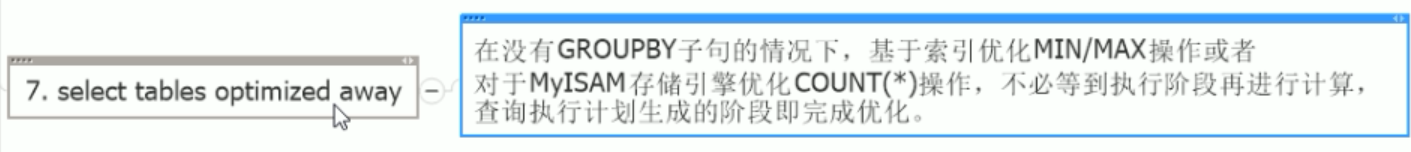 7. select tables optimized away
在没有GROUPBY子句的情况下，基于索引优化MIN/MAX操作或者
对于MyISAM存储引擎优化COUNT(*)操作，不必等到执行阶段再进行计算，
查询执行计划生成的阶段即完成优化。